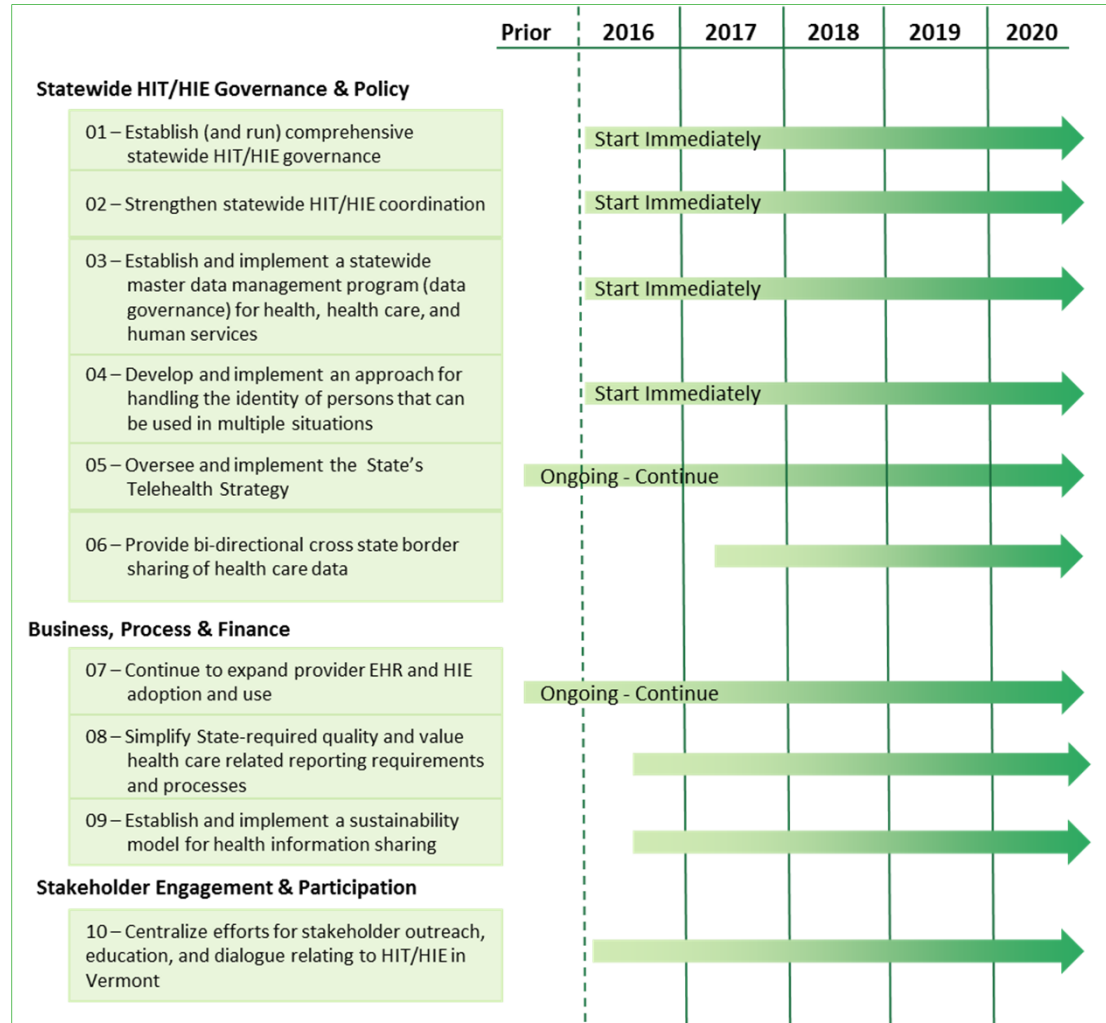 Prior 2016 2017 2018 2019 2020
Statewide HIT/HIE Governance & Policy
01 – Establish (and run) comprehensive
statewide HIT/HIE governance
Start Immediately
02 – Strengthen statewide HIT/HIE coordination
Start Immediately
03 – Establish and implement a statewide
master data management program (data
governance) for health, health care, and
human services
Start Immediately
04 – Develop and implement an approach for
handling the identity of persons that can
be used in multiple situations
Start Immediately
05 – Oversee and implement the State’s
Telehealth Strategy
Ongoing - Continue
06 – Provide bi-directional cross state border
sharing of health care data
Business, Process & Finance
07 – Continue to expand provider EHR and HIE
adoption and use
Ongoing - Continue
08 – Simplify State-required quality and value
health care related reporting requirements
and processes
09 – Establish and implement a sustainability
model for health information sharing
Stakeholder Engagement & Participation
10 – Centralize efforts for stakeholder outreach,
education, and dialogue relating to HIT/HIE in
Vermont